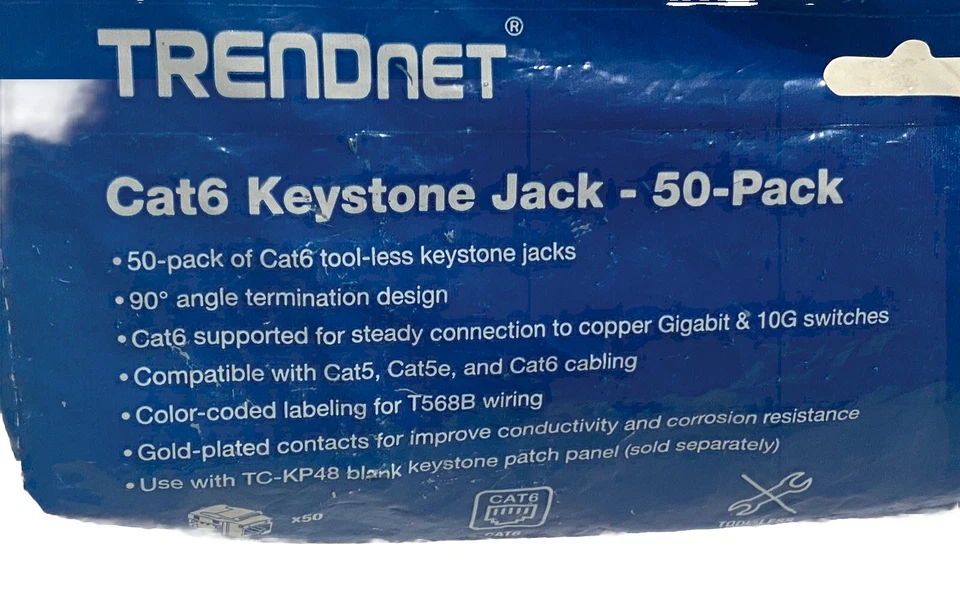 TRENDNET®
Cat6 Keystone Jack - 50-Pack
• 50-pack of Cat6 tool-less keystone jacks
• 90° angle termination design
• Cat6 supported for steady connection to copper Gigabit & 10G switches
• Compatible with Cat5, Cat5e, and Cat6 cabling
• Color-coded labeling for T568B wiring
• Gold-plated contacts for improve conductivity and corrosion resistance
• Use with TC-KP48 blank keystone patch panel (sold separately)
x50
CAT6
CAT6
TOOL-LESS